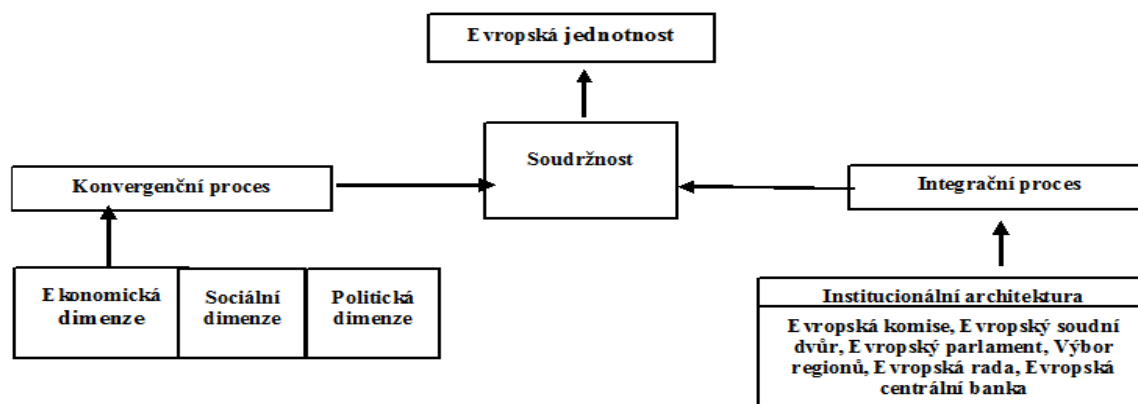 Evropská jednotnost
Soudržnost
Konvergenční proces
Integrační proces
Ekonomická
dimenze
Sociální
dimenze
Politická
dimenze
Institucionální architektura
Evropská komise, Evropský soudní
dvůr, Evropský parlament, Výbor
regionů, Evropská rada, Evropská
centrální banka